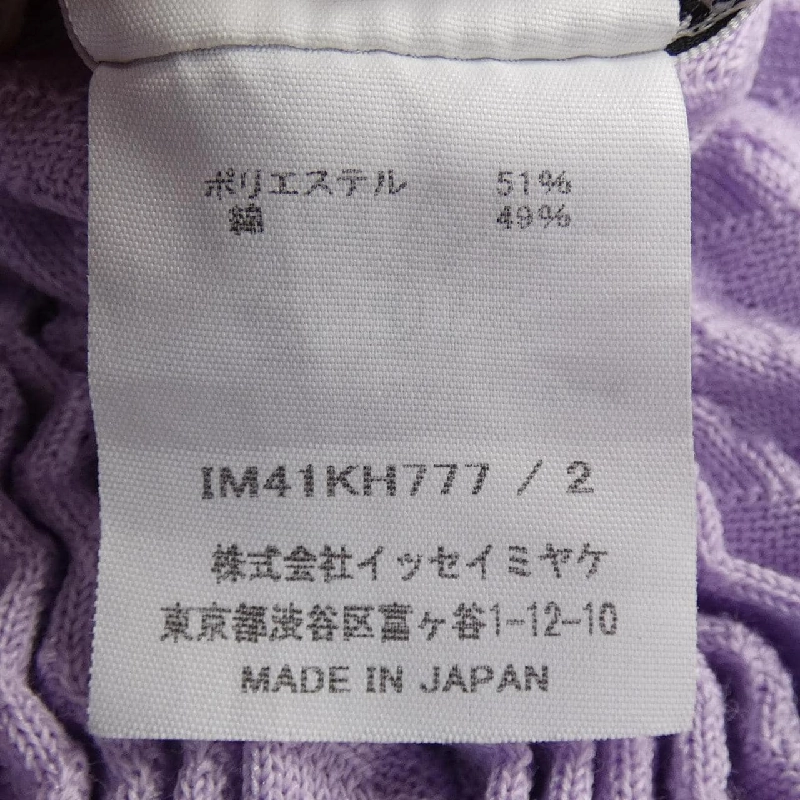 ポリエステル 51%
綿 49%
IM41KH777 / 2
株式会社イッセイミヤケ
東京都渋谷区富ヶ谷1-12-10
MADE IN JAPAN